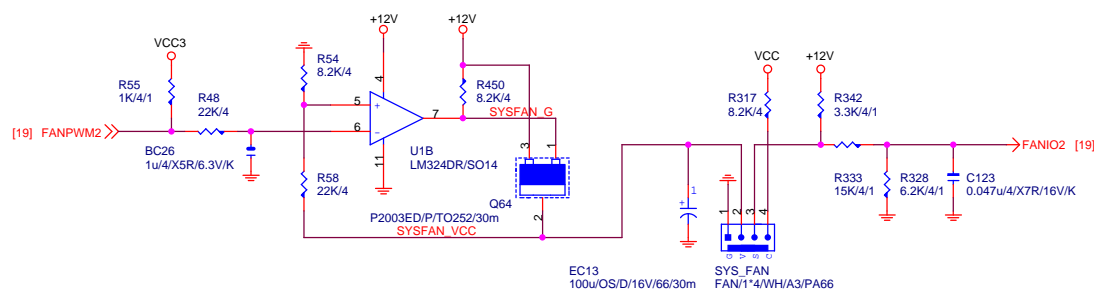 +12V
+12V
VCC3
R54
8.2K/4
VCC
+12V
R55
1K/4/1
4
R450
8.2K/4
R317
8.2K/4
R342
3.3K/4/1
R48
22K/4
5
+
7
SYSFAN_G
6
−
[19] FANPWM2
FANIO2 [19]
BC26
1u/4/X5R/6.3V/K
11
U1B
LM324DR/SO14
3
1
R58
22K/4
R333
15K/4/1
R328
6.2K/4/1
C123
0.047u/4/X7R/16V/K
+
1
Q64
P2003ED/P/TO252/30m
2
SYSFAN_VCC
1
2
3
4
G
V
S
C
EC13
100u/OS/D/16V/66/30m
SYS_FAN
FAN/1*4/WH/A3/PA66